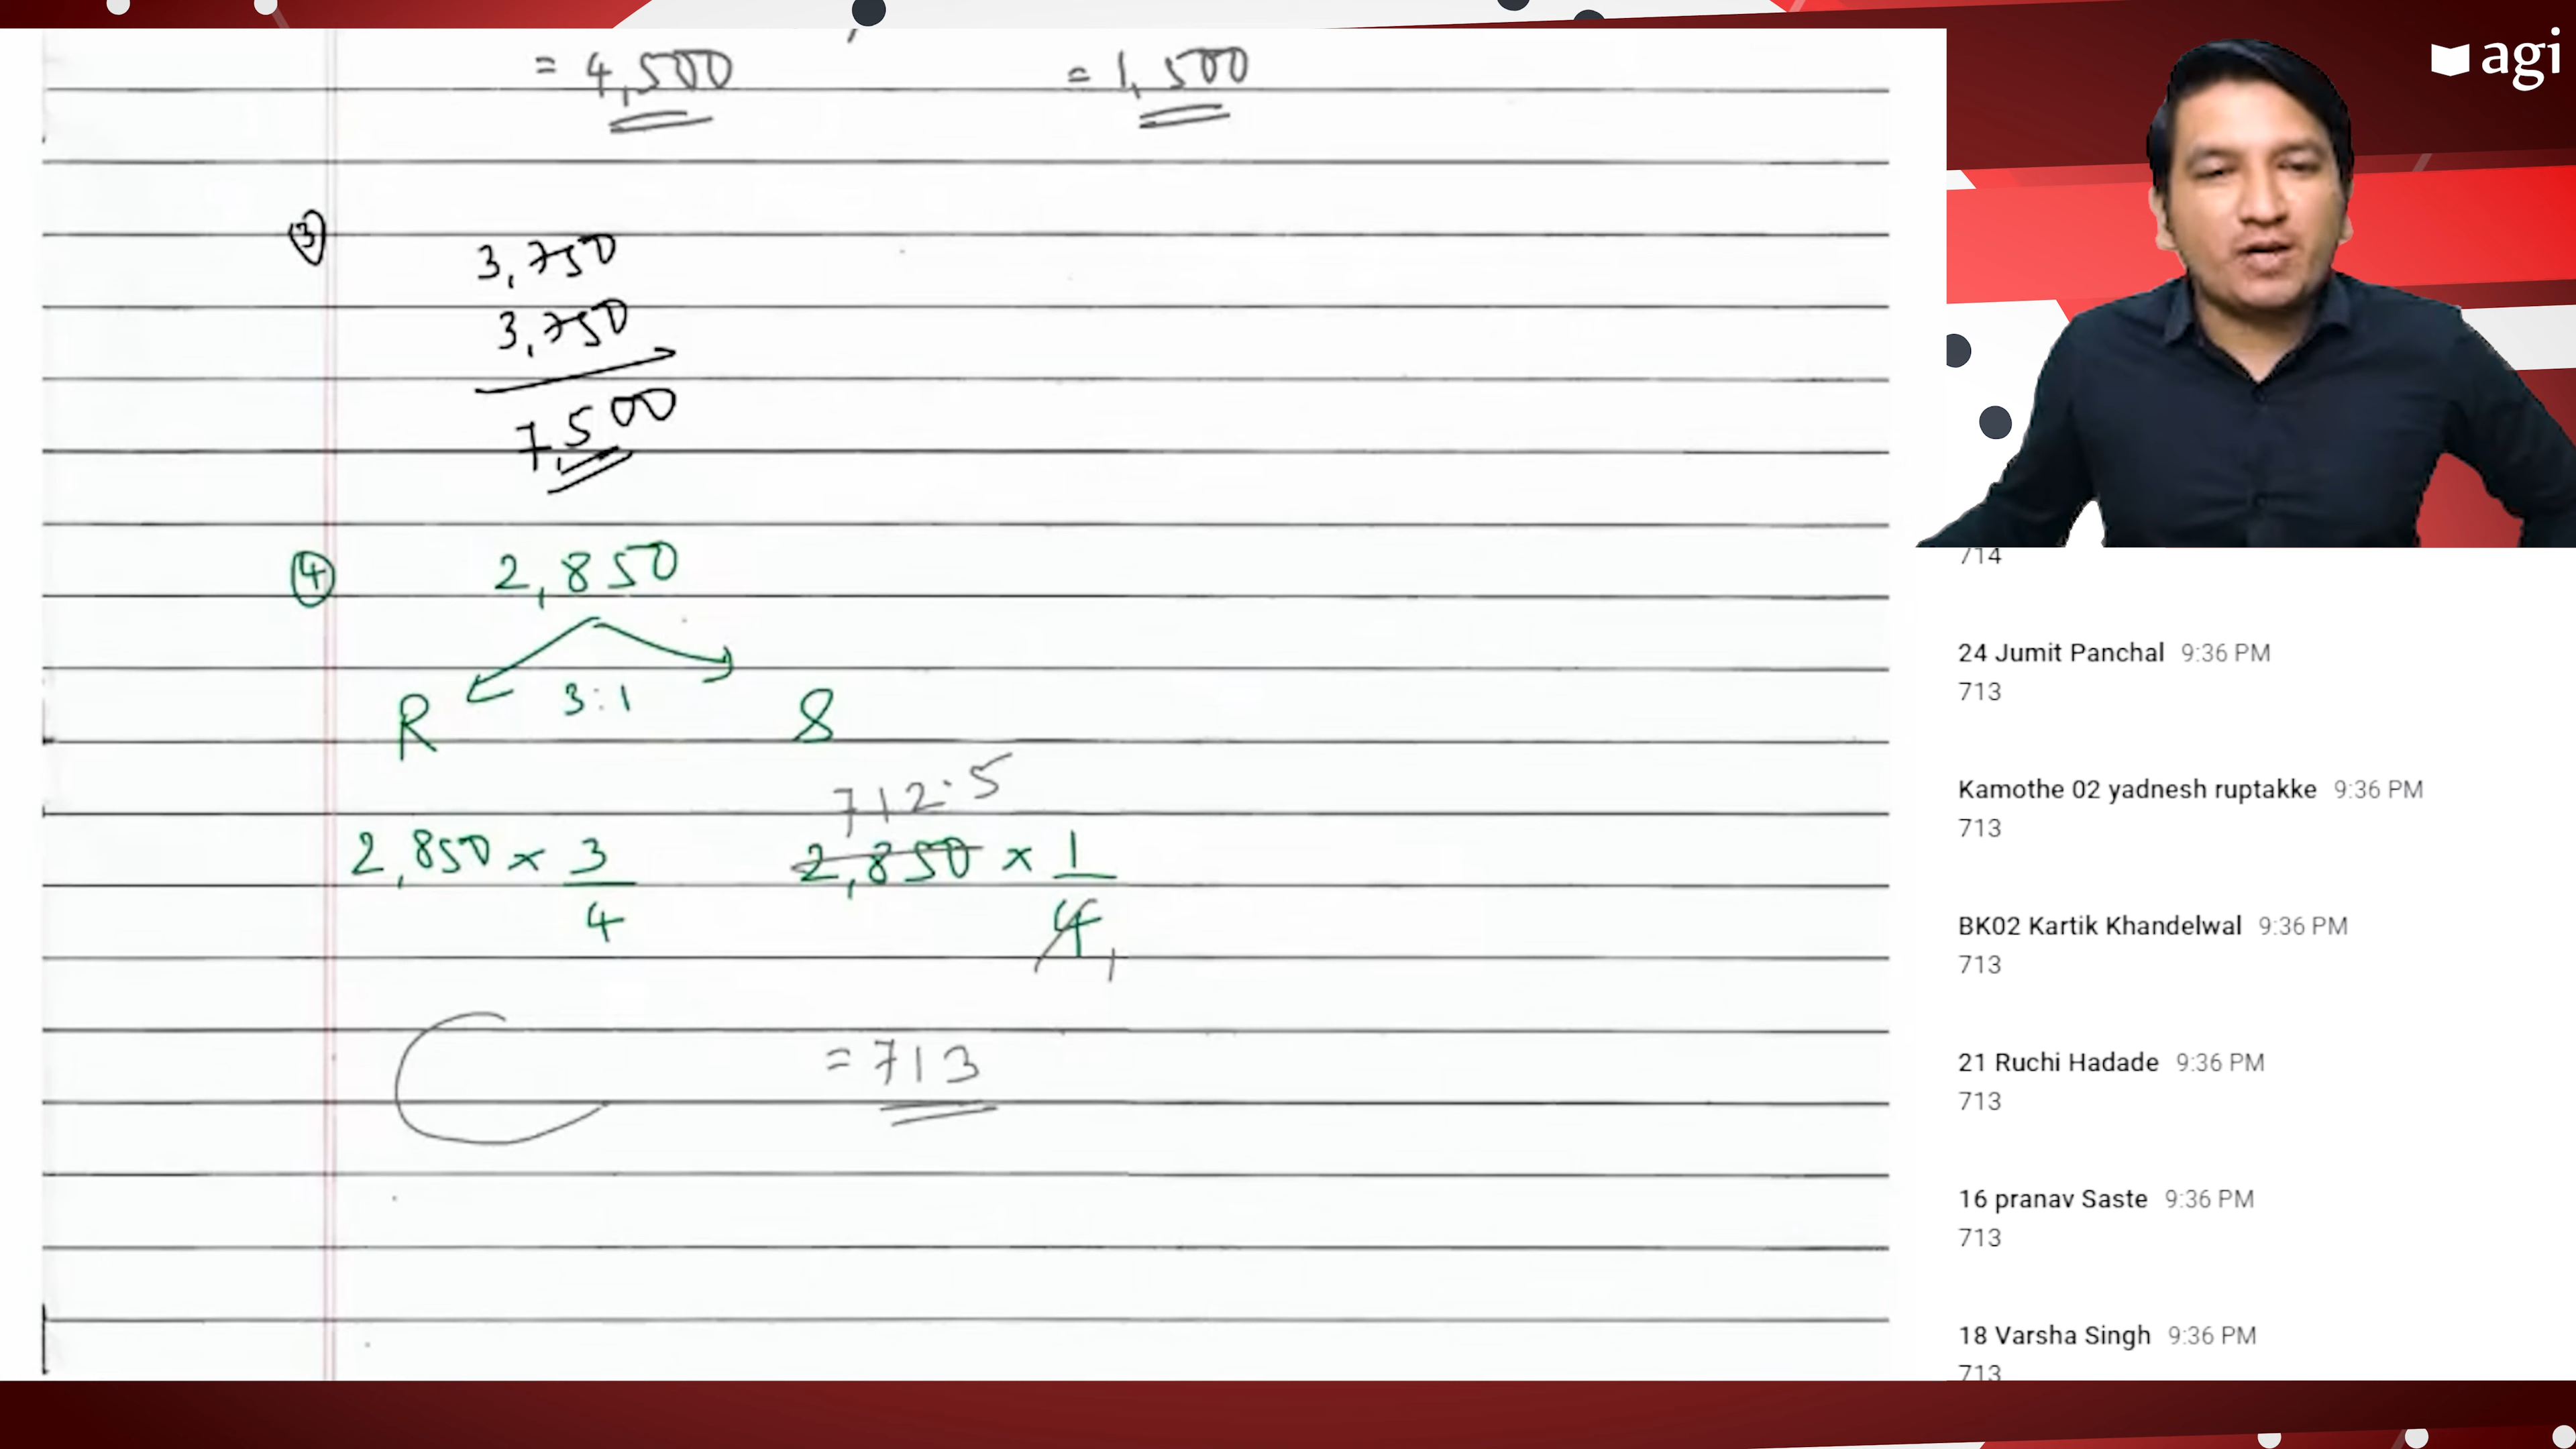 = 4,500 = 1,500
agi
③ 3,750
3,750
7,500
④ 2,850
3:1
R S
712.5
2,850 × 3/4 2,850 × 1/4 1
= 713
714
24 Jumit Panchal 9:36 PM
713
Kamothe 02 yadnesh ruptakke 9:36 PM
713
BK02 Kartik Khandelwal 9:36 PM
713
21 Ruchi Hadade 9:36 PM
713
16 pranav Saste 9:36 PM
713
18 Varsha Singh 9:36 PM
713